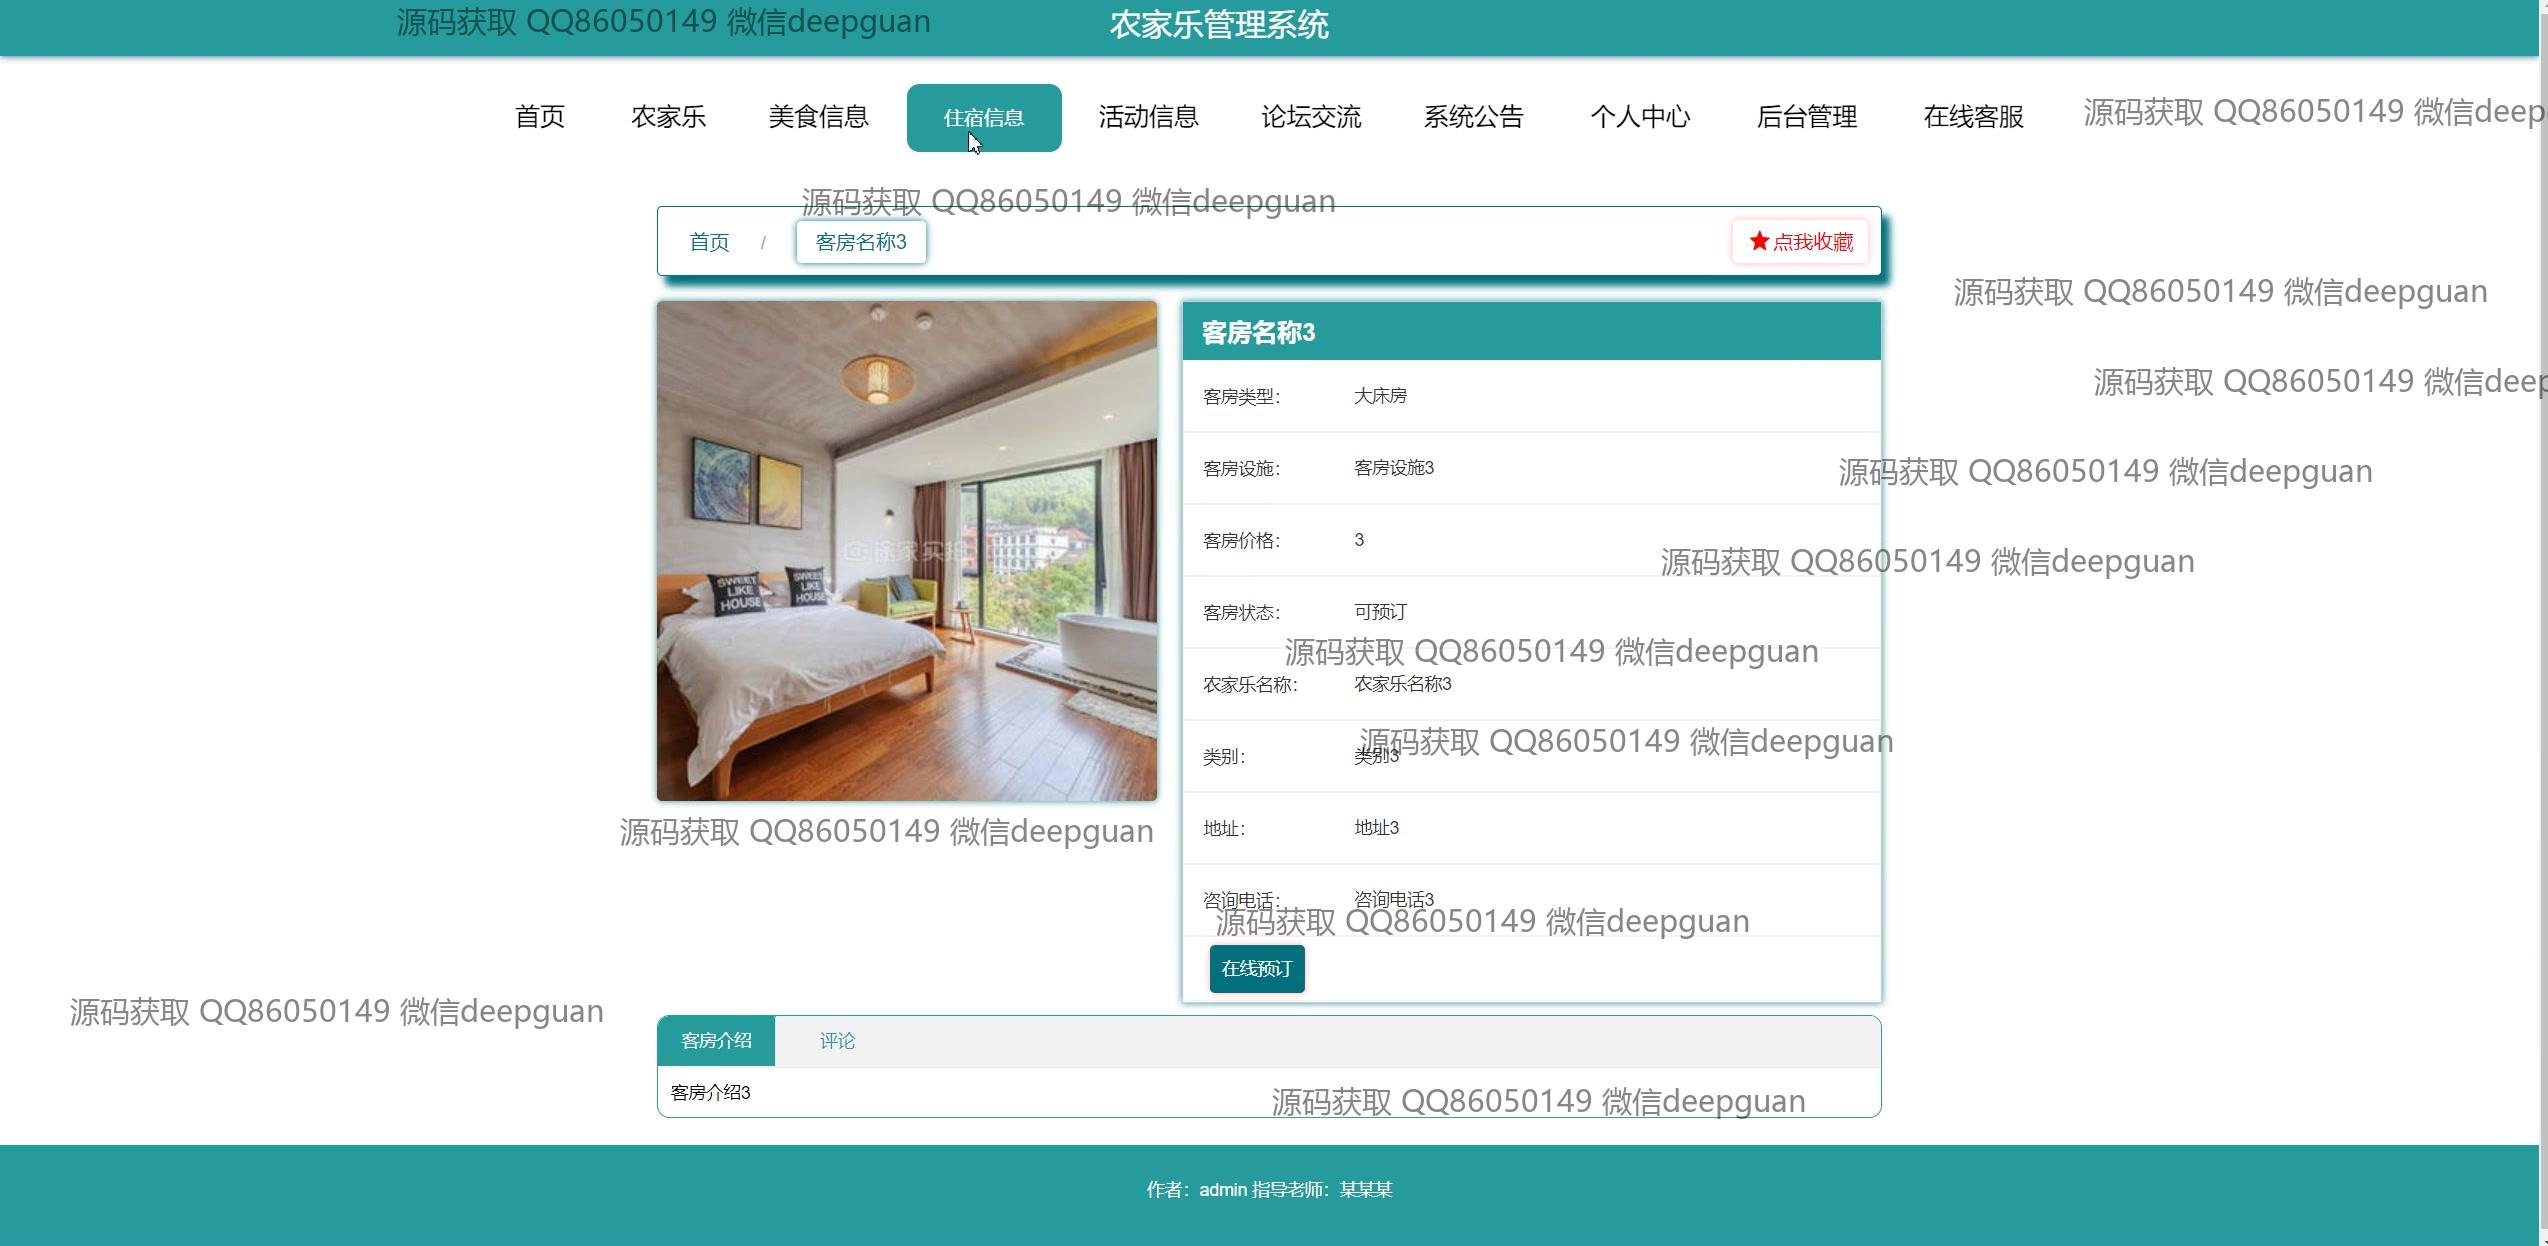 源码获取 QQ86050149 微信deepguan
农家乐管理系统
首页 农家乐 美食信息 住宿信息 活动信息 论坛交流 系统公告 个人中心 后台管理 在线客服
源码获取 QQ86050149 微信deep
源码获取 QQ86050149 微信deepguan
首页 / 客房名称3 点我收藏
源码获取 QQ86050149 微信deepguan
客房名称3
源码获取 QQ86050149 微信deep
客房类型： 大床房
客房设施： 客房设施3
源码获取 QQ86050149 微信deepguan
客房价格： 3
途家实拍
源码获取 QQ86050149 微信deepguan
SWEET LIKE HOUSE
SWEET LIKE HOUSE
客房状态： 可预订
源码获取 QQ86050149 微信deepguan
农家乐名称： 农家乐名称3
源码获取 QQ86050149 微信deepguan
类别： 类别3
地址： 地址3
源码获取 QQ86050149 微信deepguan
咨询电话： 咨询电话3
源码获取 QQ86050149 微信deepguan
在线预订
源码获取 QQ86050149 微信deepguan
客房介绍 评论
客房介绍3
源码获取 QQ86050149 微信deepguan
作者：admin 指导老师：某某某